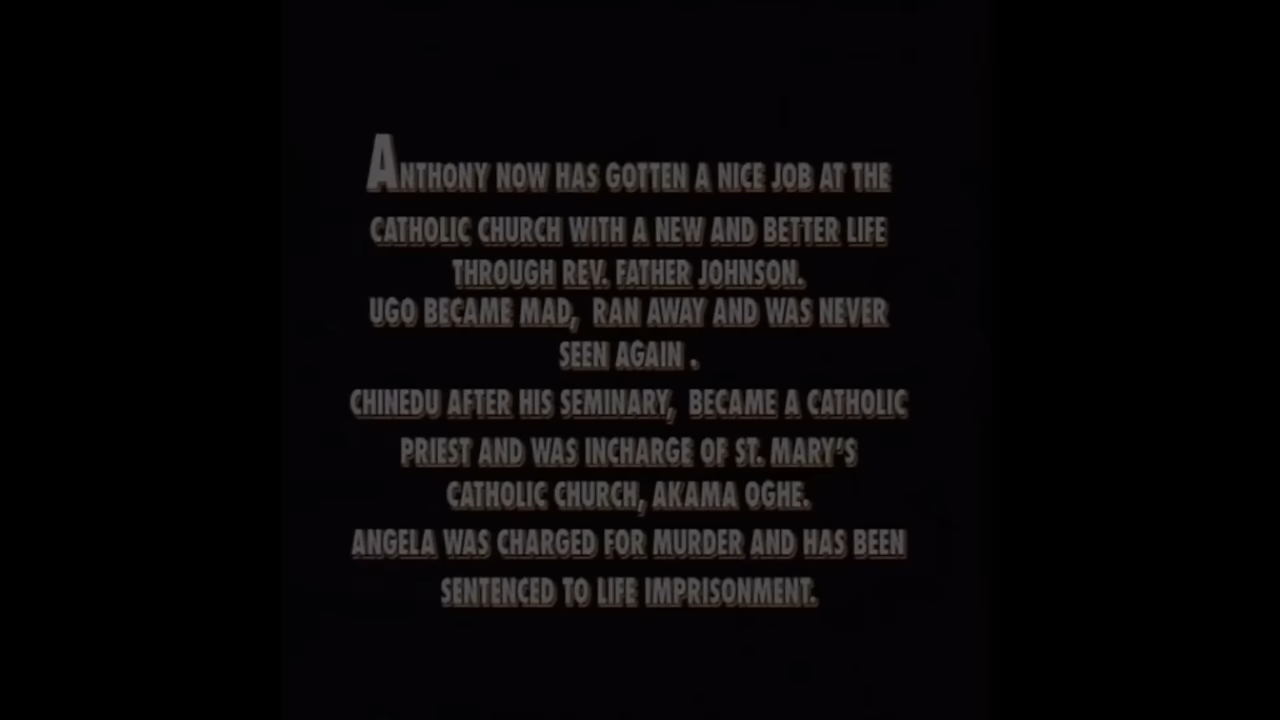 ANTHONY NOW HAS GOTTEN A NICE JOB AT THE
CATHOLIC CHURCH WITH A NEW AND BETTER LIFE
THROUGH REV. FATHER JOHNSON.
UGO BECAME MAD, RAN AWAY AND WAS NEVER
SEEN AGAIN .
CHINEDU AFTER HIS SEMINARY, BECAME A CATHOLIC
PRIEST AND WAS INCHARGE OF ST. MARY'S
CATHOLIC CHURCH, AKAMA OGHE.
ANGELA WAS CHARGED FOR MURDER AND HAS BEEN
SENTENCED TO LIFE IMPRISONMENT.